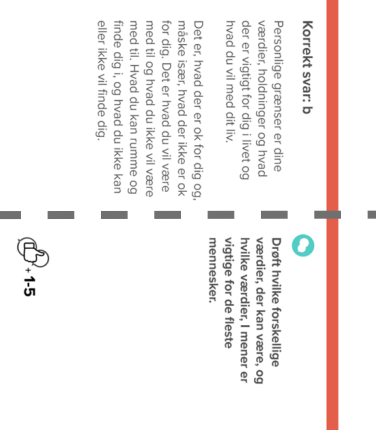 Korrekt svar: b
Personlige grænser er dine
værdier, holdninger og hvad
der er vigtigt for dig i livet og
hvad du vil med dit liv.
Det er, hvad der er ok for dig og,
måske især, hvad der ikke er ok
for dig. Det er hvad du vil være
med til og hvad du ikke vil være
med til. Hvad du kan rumme og
finde dig i, og hvad du ikke kan
eller ikke vil finde dig.
Drøft hvilke forskellige
værdier, der kan være, og
hvilke værdier, I mener er
vigtige for de fleste
mennesker.
+ 1-5